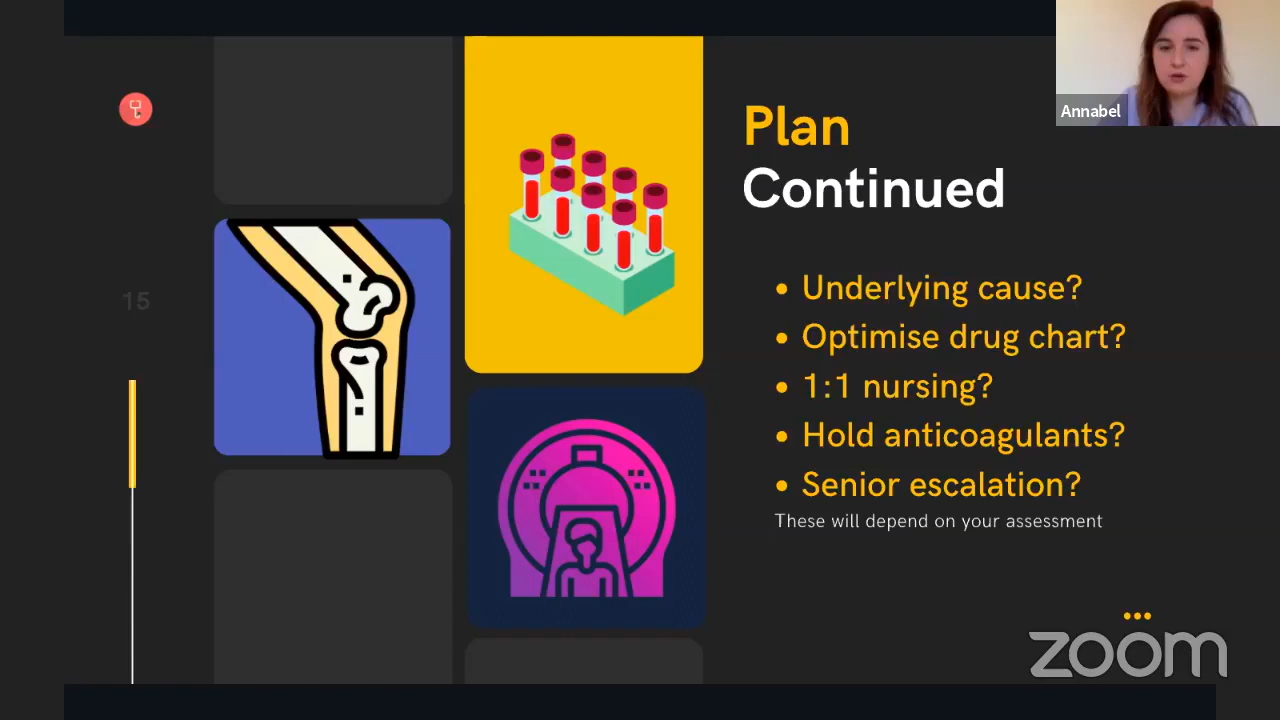 Annabel
Plan
Continued
15
• Underlying cause?
• Optimise drug chart?
• 1:1 nursing?
• Hold anticoagulants?
• Senior escalation?
These will depend on your assessment
zoom